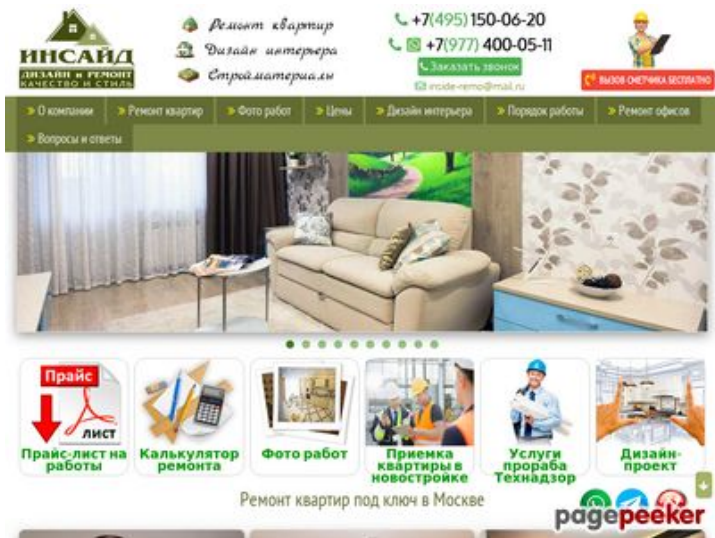 ИНСАЙД
ДИЗАЙН и РЕМОНТ
КАЧЕСТВО И СТИЛЬ
Ремонт квартир
Дизайн интерьера
Стройматериалы
+7(495) 150-06-20
+7(977) 400-05-11
Заказать звонок
inside-remo@mail.ru
ВЫЗОВ СМЕТЧИКА БЕСПЛАТНО
» О компании » Ремонт квартир » Фото работ » Цены » Дизайн интерьера » Порядок работы » Ремонт офисов
» Вопросы и ответы
Прайс
лист
Прайс-лист на
работы
Калькулятор
ремонта
Фото работ
Приемка
квартиры в
новостройке
Услуги
прораба
Технадзор
Дизайн-
проект
Ремонт квартир под ключ в Москве
pagepeeker